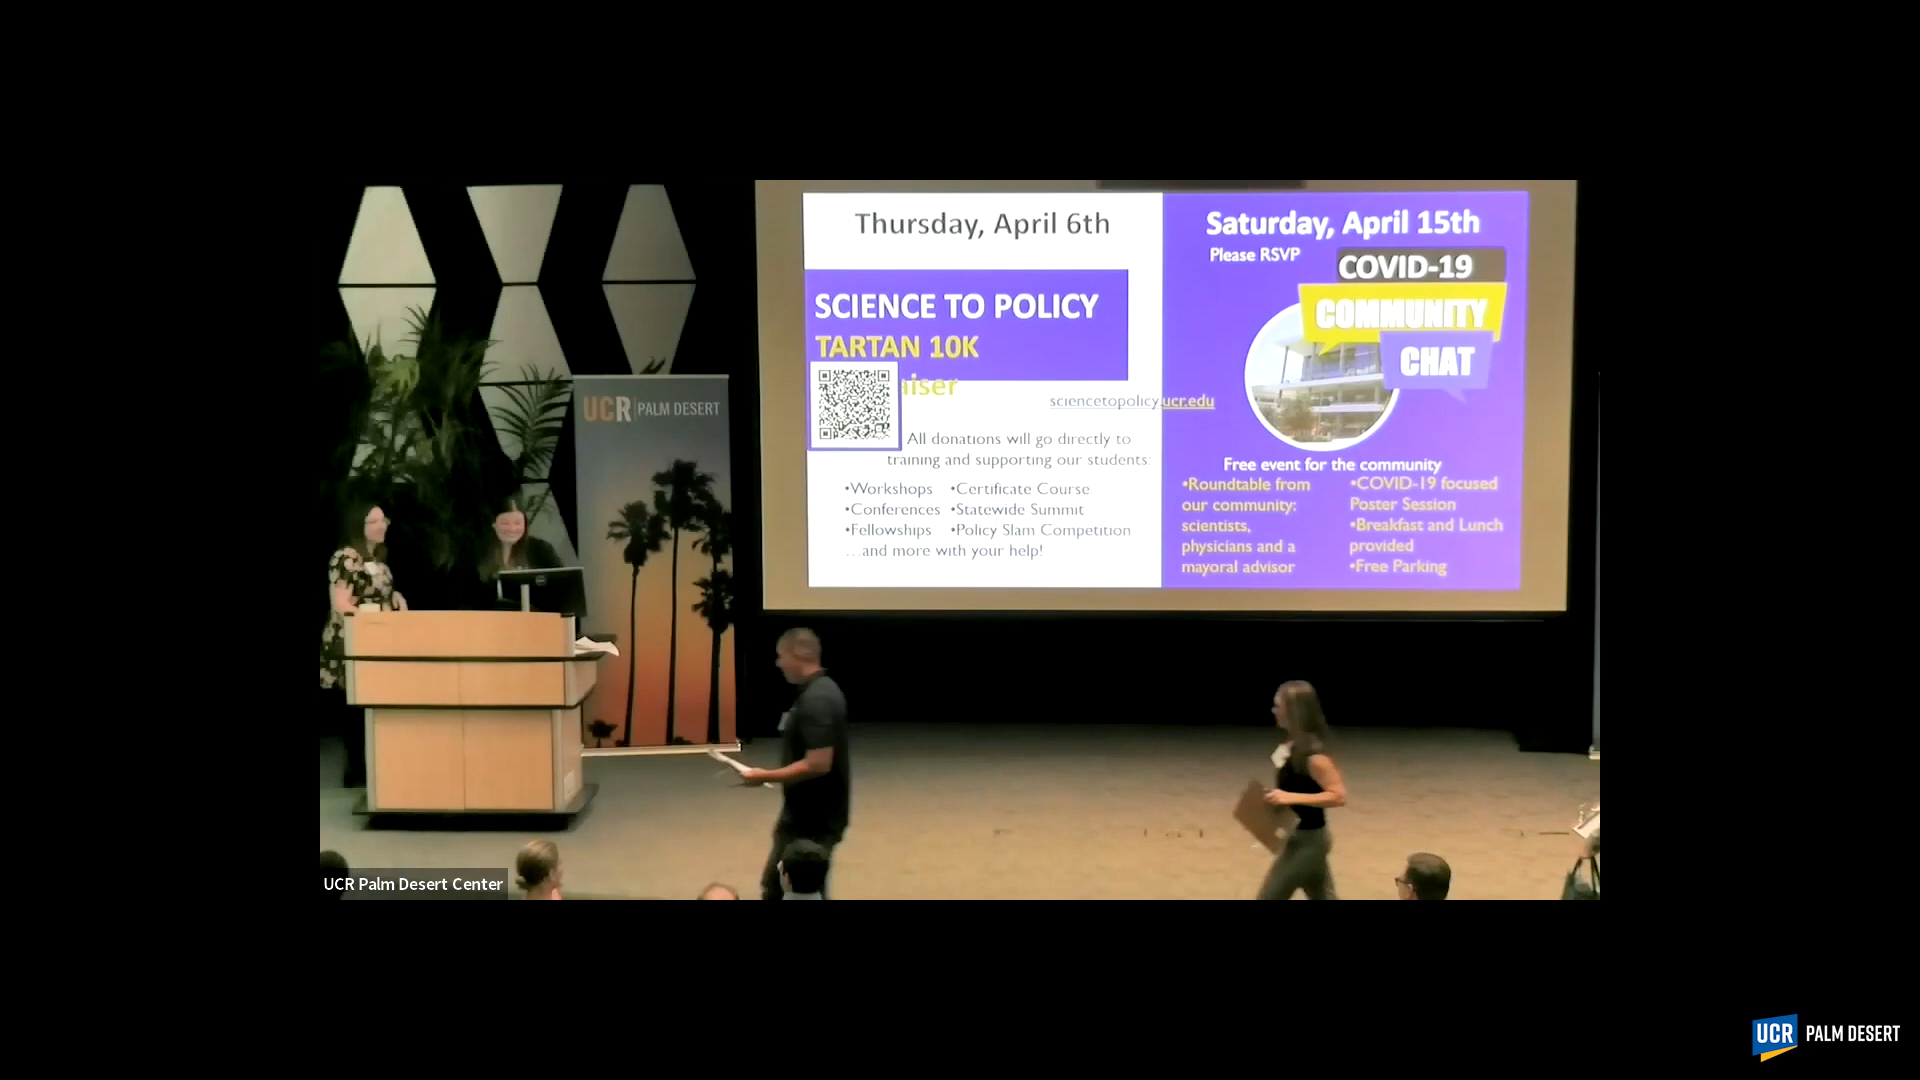 Thursday, April 6th
SCIENCE TO POLICY
TARTAN 10K
sciencetopolicy.ucr.edu
All donations will go directly to
training and supporting our students:
•Workshops •Certificate Course
•Conferences •Statewide Summit
•Fellowships •Policy Slam Competition
…and more with your help!
Saturday, April 15th
Please RSVP
COVID-19
COMMUNITY
CHAT
Free event for the community
•Roundtable from
our community:
scientists,
physicians and a
mayoral advisor
•COVID-19 focused
Poster Session
•Breakfast and Lunch
provided
•Free Parking
UCR PALM DESERT
UCR Palm Desert Center
UCR PALM DESERT